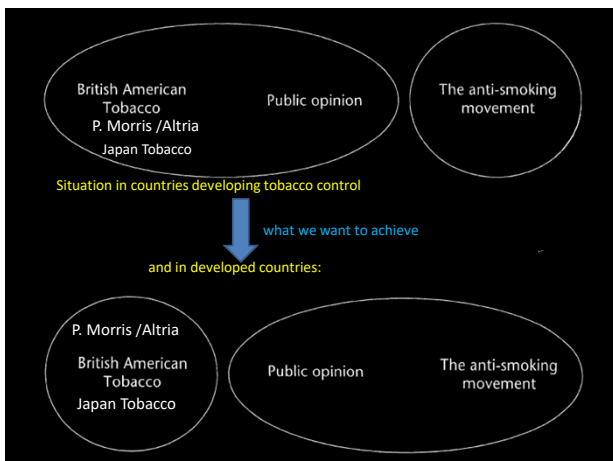 British American
Tobacco
P. Morris /Altria
Japan Tobacco
Public opinion
The anti-smoking
movement
Situation in countries developing tobacco control
what we want to achieve
and in developed countries:
P. Morris /Altria
British American
Tobacco
Japan Tobacco
Public opinion
The anti-smoking
movement